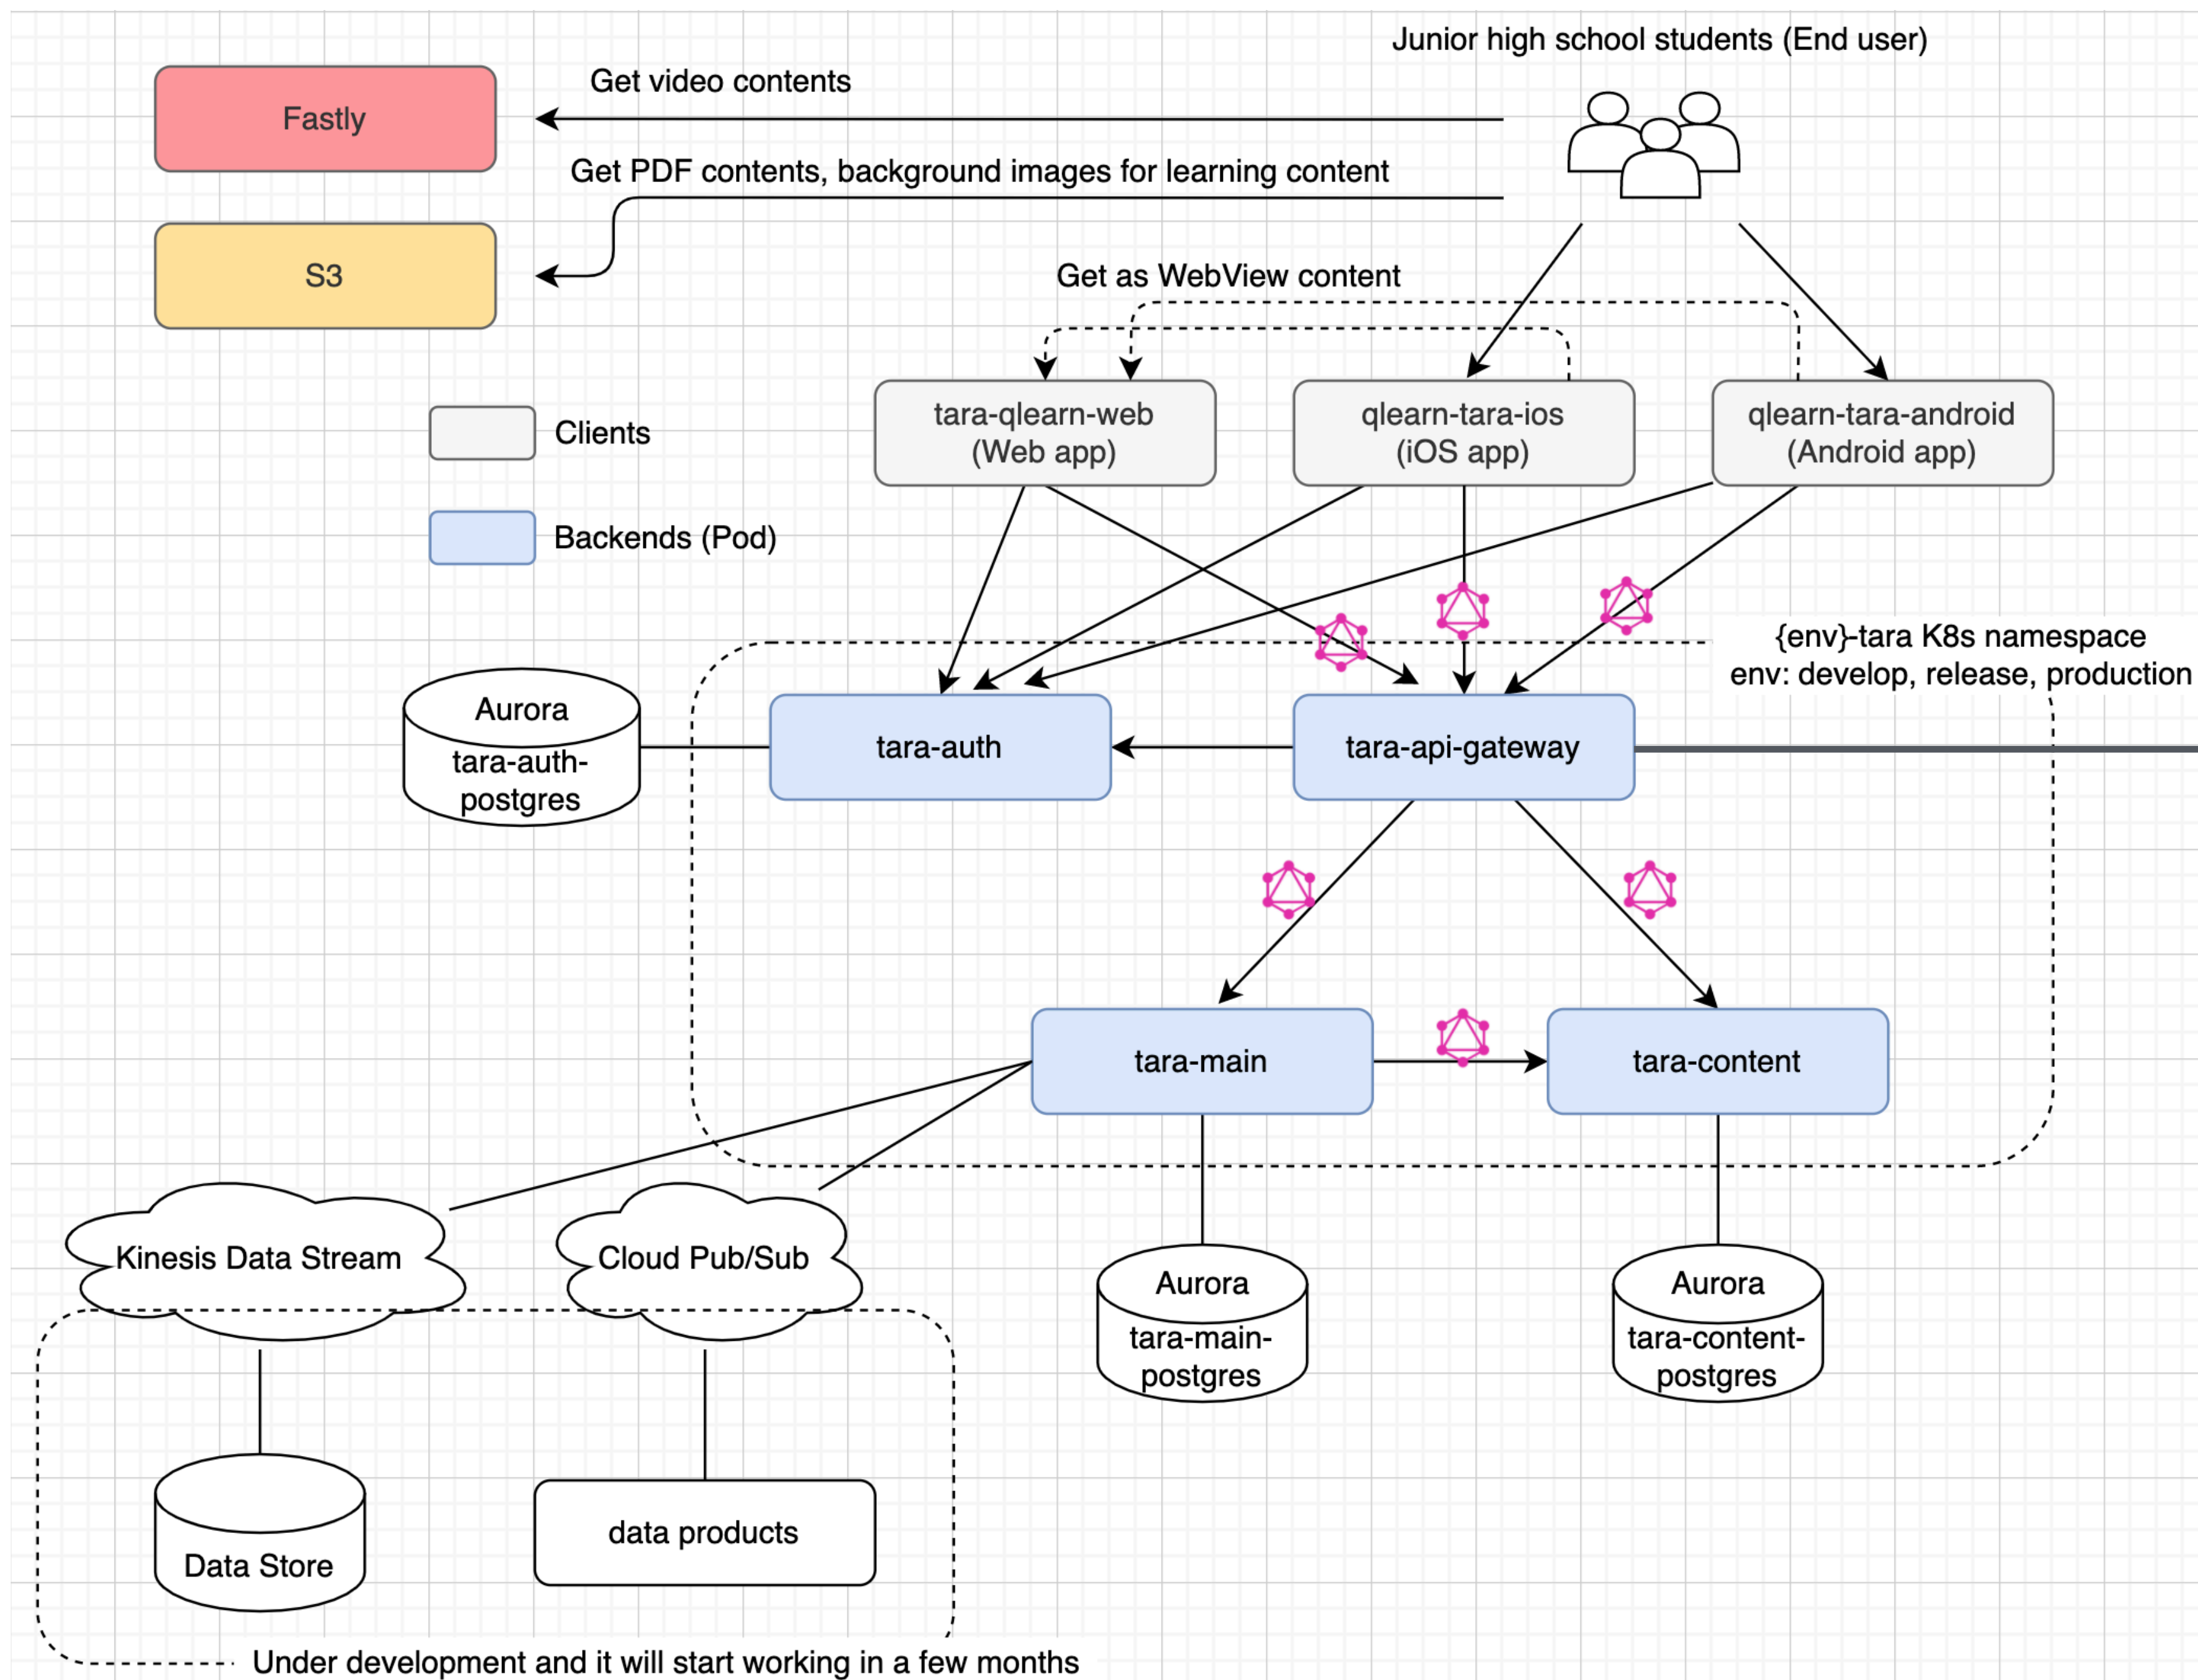 Junior high school students (End user)
Get video contents
Fastly
Get PDF contents, background images for learning content
S3
Get as WebView content
tara-qlearn-web
(Web app)
qlearn-tara-ios
(iOS app)
qlearn-tara-android
(Android app)
Clients
Backends (Pod)
{env}-tara K8s namespace
env: develop, release, production
Aurora
tara-auth-
postgres
tara-auth
tara-api-gateway
tara-main
tara-content
Kinesis Data Stream
Cloud Pub/Sub
Aurora
tara-main-
postgres
Aurora
tara-content-
postgres
Data Store
data products
Under development and it will start working in a few months